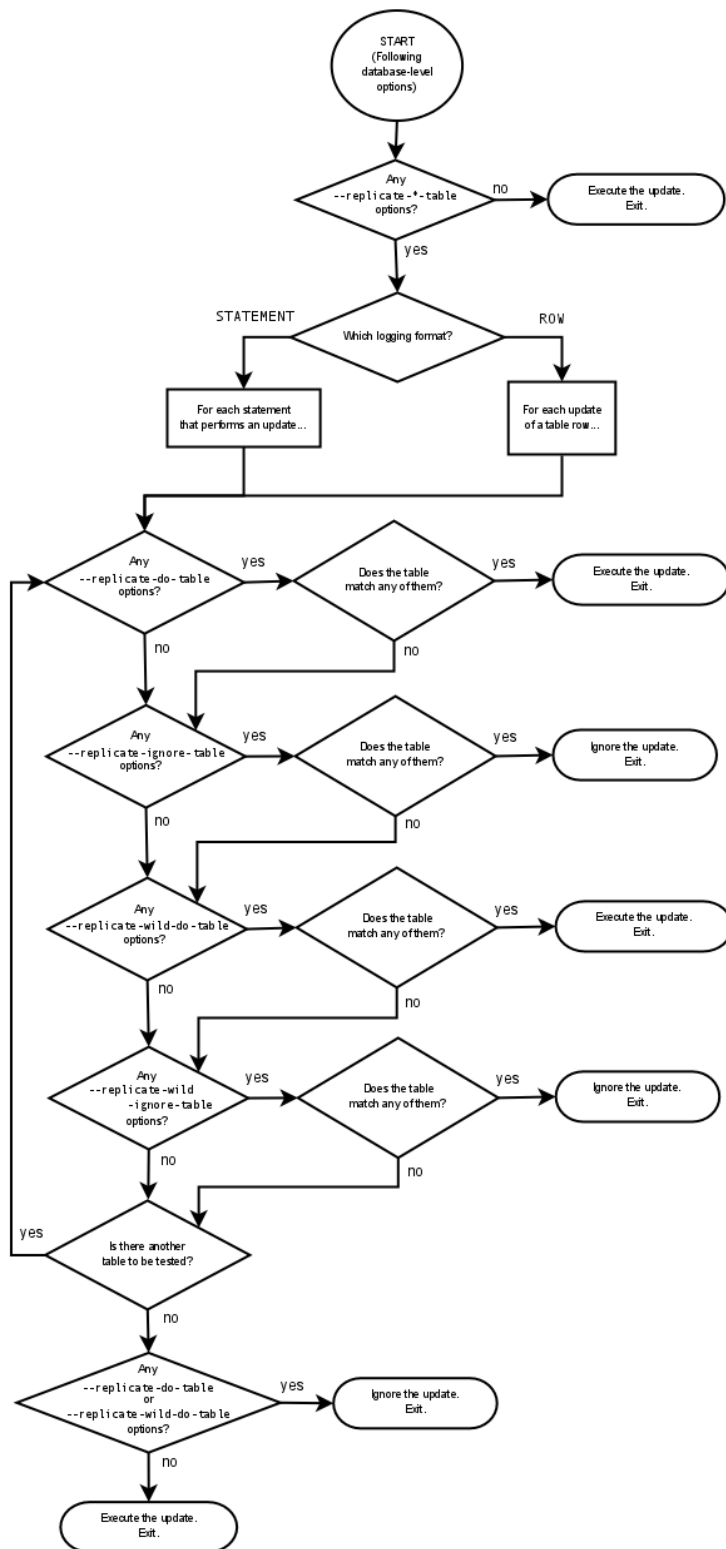 START
(Following
database-level
options)
Any
--replicate-*-table
options?
no
Execute the update.
Exit.
yes
STATEMENT
Which logging format?
ROW
For each statement
that performs an update...
For each update
of a table row...
Any
--replicate-do-table
options?
yes
Does the table
match any of them?
yes
Execute the update.
Exit.
no
no
Any
--replicate-ignore-table
options?
yes
Does the table
match any of them?
yes
Ignore the update.
Exit.
no
no
Any
--replicate-wild-do-table
options?
yes
Does the table
match any of them?
yes
Execute the update.
Exit.
no
no
Any
--replicate-wild
-ignore-table
options?
yes
Does the table
match any of them?
yes
Ignore the update.
Exit.
no
no
yes
Is there another
table to be tested?
no
Any
--replicate-do-table
or
--replicate-wild-do-table
options?
yes
Ignore the update.
Exit.
no
Execute the update.
Exit.